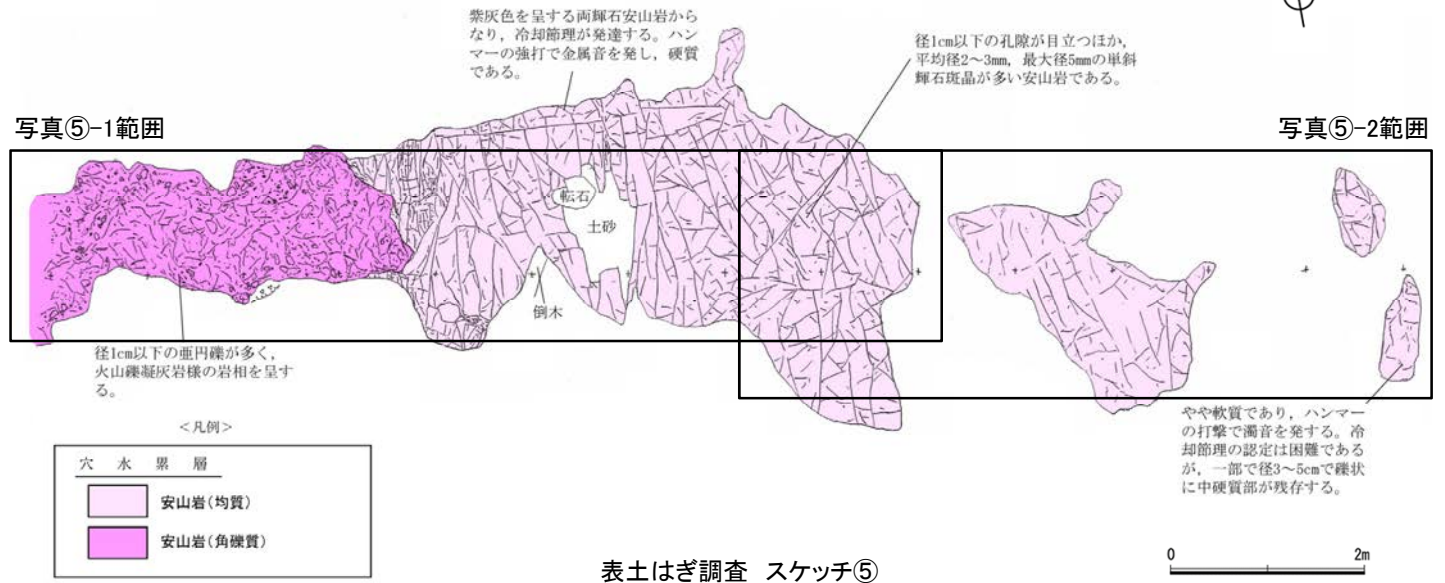 紫灰色を呈する両輝石安山岩から
なり，冷却節理が発達する。ハン
マーの強打で金属音を発し，硬質
である。
径1cm以下の孔隙が目立つほか，
平均径2～3mm，最大径5mmの単斜
輝石斑晶が多い安山岩である。
写真⑤-1範囲
写真⑤-2範囲
転石
土砂
倒木
径1cm以下の亜円礫が多く，
火山礫凝灰岩様の岩相を呈す
る。
やや軟質であり，ハンマー
の打撃で濁音を発する。冷
却節理の認定は困難である
が，一部で径3～5cmで礫状
に中硬質部が残存する。
＜凡例＞
穴水累層
安山岩(均質)
安山岩(角礫質)
表土はぎ調査 スケッチ⑤
0 2m